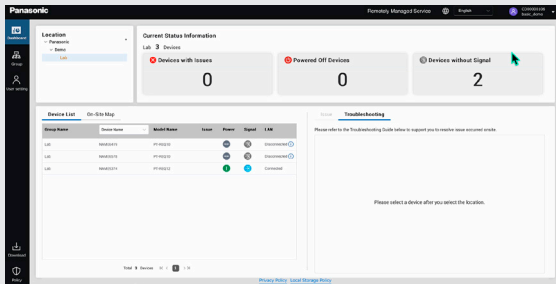 Panasonic
Remotely Managed Service
English
basic_demo
Dashboard
Group
User setting
Download
Policy
Location
Panasonic
Demo
Lab
Current Status Information
Lab 3 Devices
Devices with Issues
0
Powered Off Devices
0
Devices without Signal
2
Device List On-Site Map
Group Name Device Name Model Name Issue Power Signal LAN
Lab Disconnected
Lab Disconnected
Lab Connected
Total 3 Devices 1
Issue Troubleshooting
Please refer to the Troubleshooting Guide below to support you to resolve issue occurred onsite.
Please select a device after you select the location.
Privacy Policy Local Storage Policy